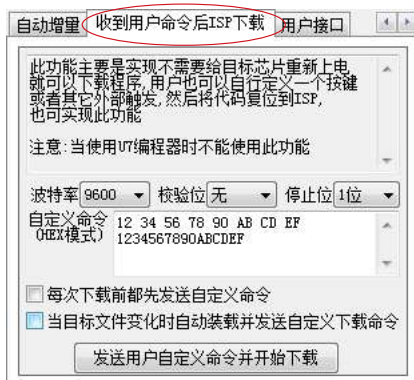 自动增量 收到用户命令后ISP下载 用户接口
此功能主要是实现不需要给目标芯片重新上电
就可以下载程序,用户也可以自行定义一个按键
或者其它外部触发,然后将代码复位到ISP,
也可实现此功能
注意:当使用U7编程器时不能使用此功能
波特率 9600 校验位 无 停止位 1位
自定义命令 12 34 56 78 90 AB CD EF
(HEX模式) 1234567890ABCDEF
每次下载前都先发送自定义命令
当目标文件变化时自动装载并发送自定义下载命令
发送用户自定义命令并开始下载